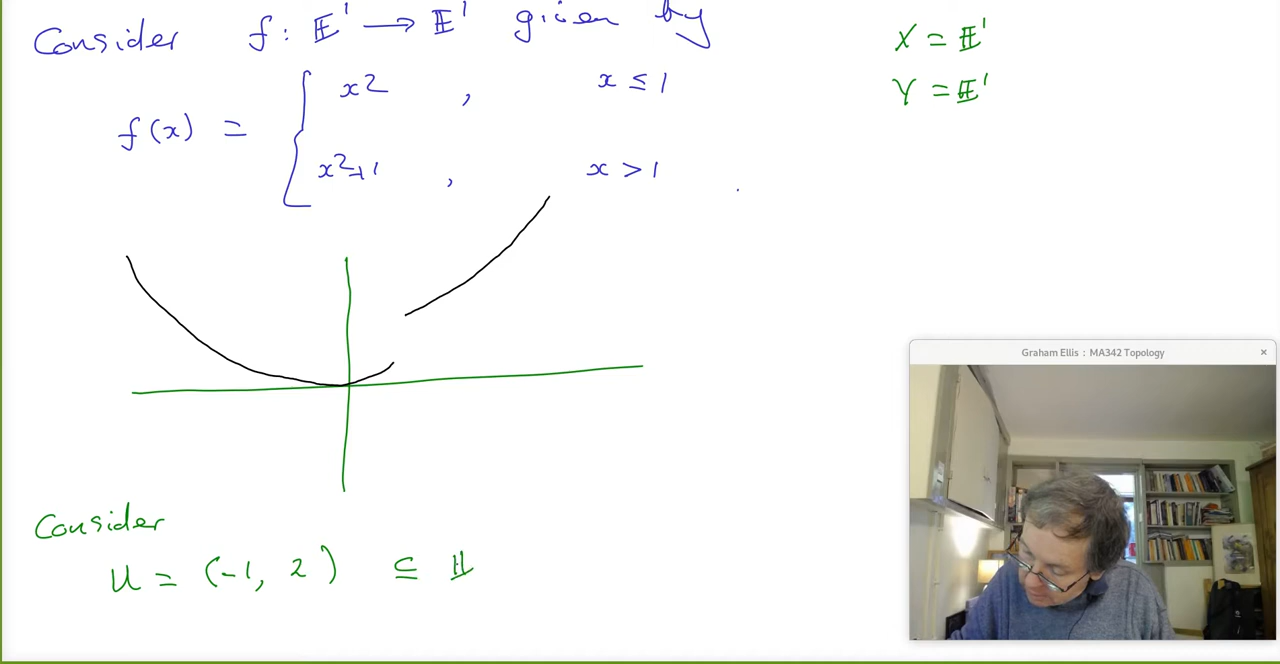 Consider f: 𝔼¹ → 𝔼¹ given by
f(x) = { x², x ≤ 1
x²+1, x > 1
X = 𝔼¹
Y = 𝔼¹
Graham Ellis : MA342 Topology
Consider
U = (-1, 2) ⊆ 𝔼